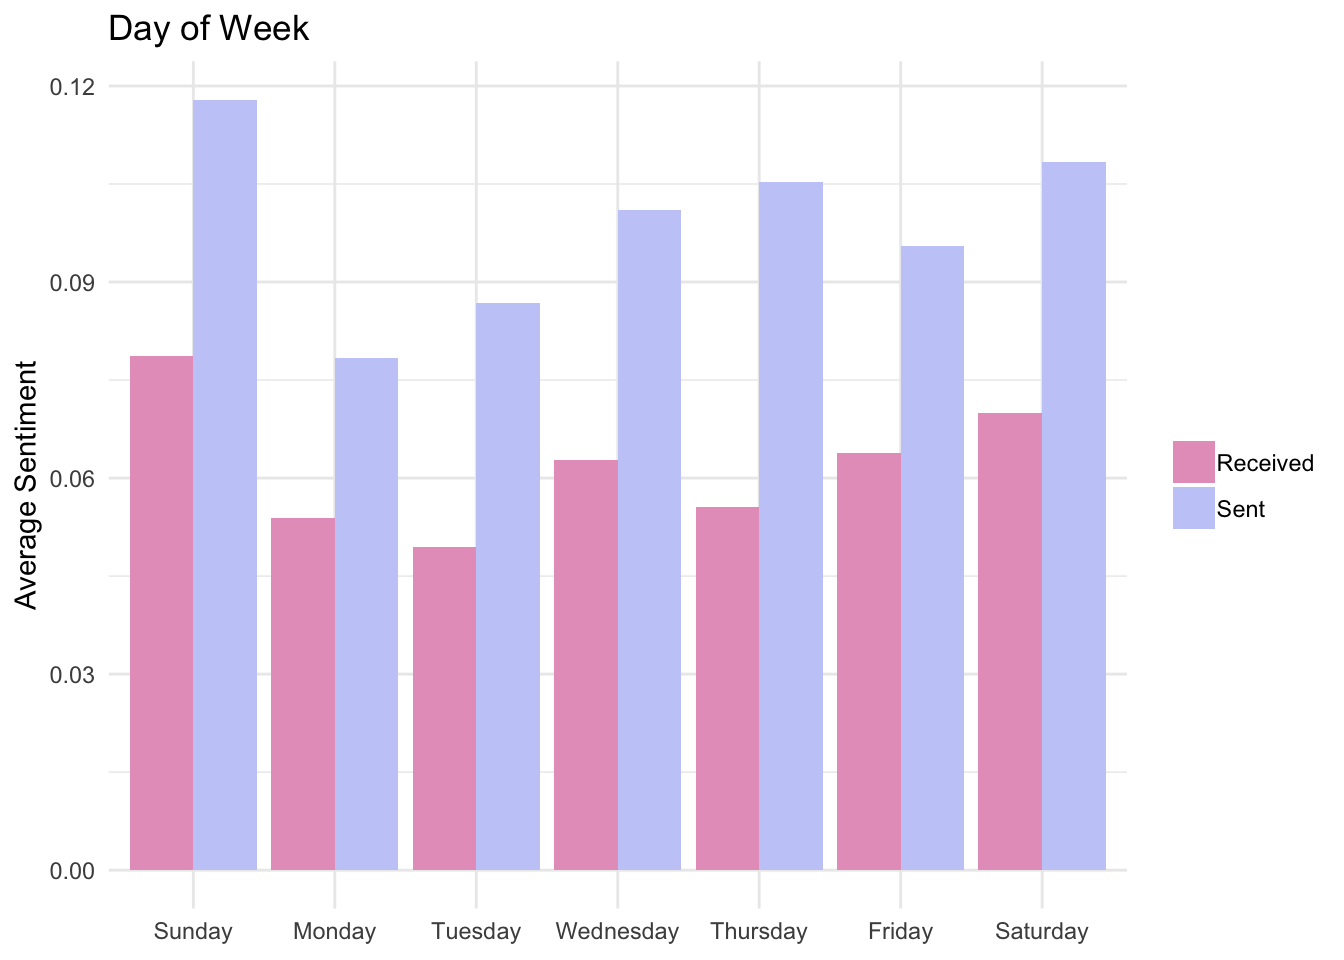 Day of Week
0.12
0.09
0.06
0.03
0.00
Average Sentiment
Sunday Monday Tuesday Wednesday Thursday Friday Saturday
Received
Sent